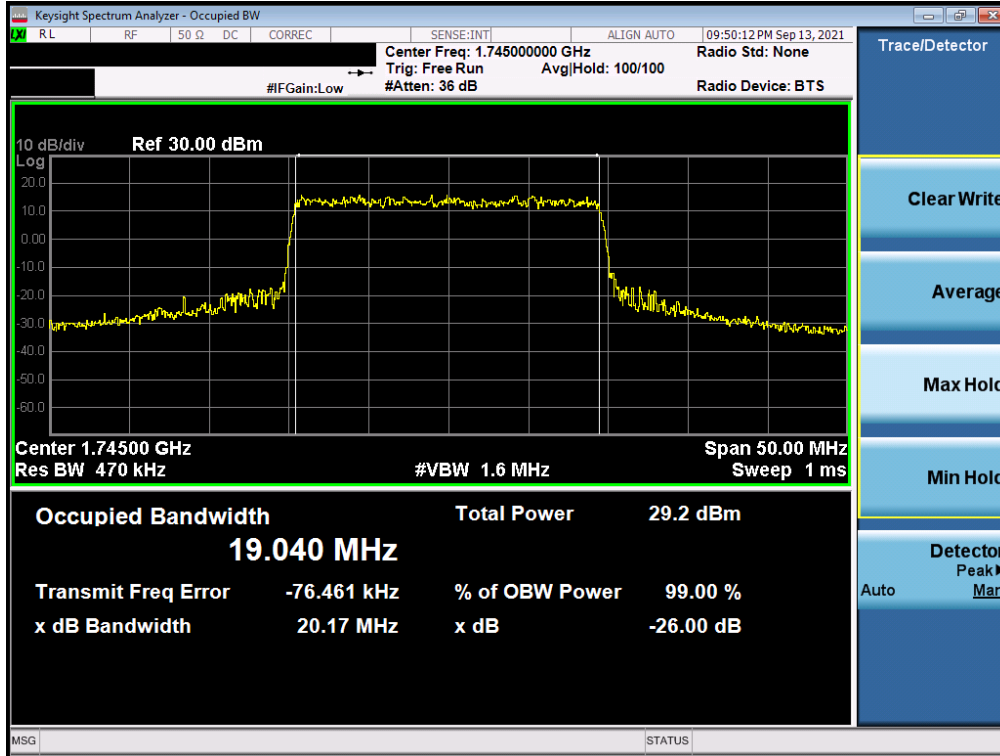 Keysight Spectrum Analyzer - Occupied BW
LXI RL RF 50 Ω DC CORREC SENSE:INT ALIGN AUTO 09:50:12 PM Sep 13, 2021
Center Freq: 1.745000000 GHz Radio Std: None
Trig: Free Run Avg|Hold: 100/100
#IFGain:Low #Atten: 36 dB Radio Device: BTS
Trace/Detector
10 dB/div Ref 30.00 dBm
Log
20.0
10.0
0.00
-10.0
-20.0
-30.0
-40.0
-50.0
-60.0
Center 1.74500 GHz Span 50.00 MHz
Res BW 470 kHz #VBW 1.6 MHz Sweep 1 ms
Occupied Bandwidth Total Power 29.2 dBm
19.040 MHz
Transmit Freq Error -76.461 kHz % of OBW Power 99.00 %
x dB Bandwidth 20.17 MHz x dB -26.00 dB
Clear Write
Average
Max Hold
Min Hold
Detector
Peak
Auto Man
MSG STATUS